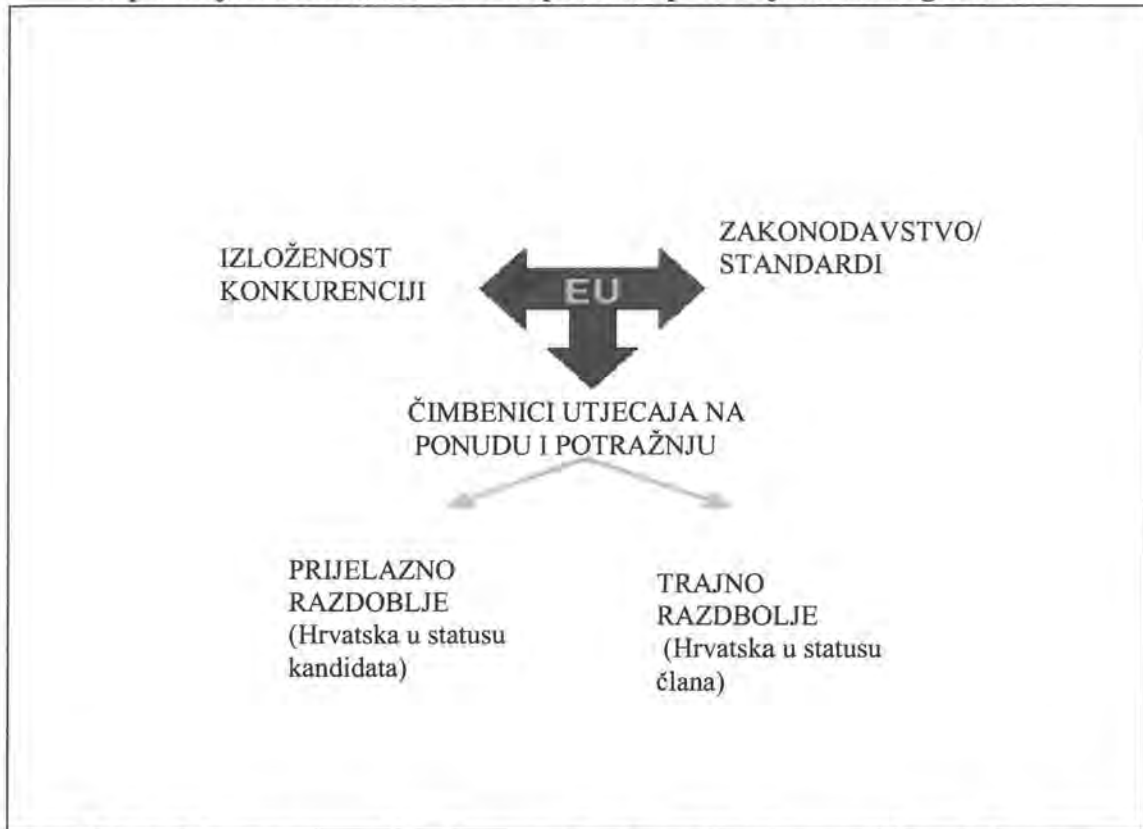 IZLOŽENOST
KONKURENCIJI
EU
ZAKONODAVSTVO/
STANDARDI
ČIMBENICI UTJECAJA NA
PONUDU I POTRAŽNJU
PRIJELAZNO
RAZDOBLJE
(Hrvatska u statusu
kandidata)
TRAJNO
RAZDBOLJE
(Hrvatska u statusu
člana)